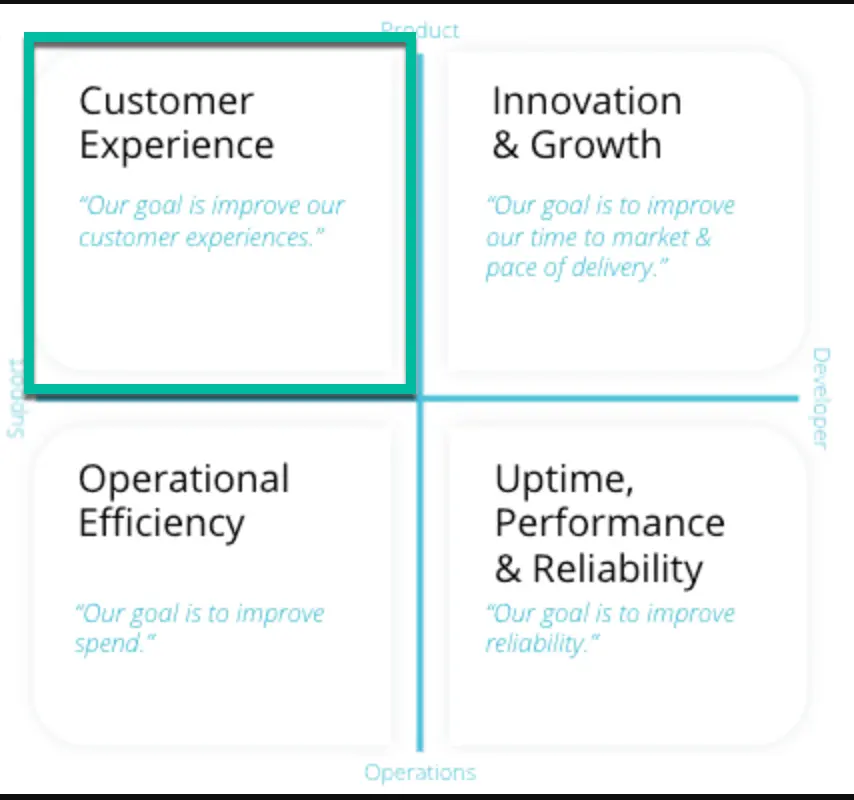 Product
Customer
Experience
“Our goal is improve our
customer experiences.”
Innovation
& Growth
“Our goal is to improve
our time to market &
pace of delivery.”
Support
Developer
Operational
Efficiency
“Our goal is to improve
spend.“
Uptime,
Performance
& Reliability
“Our goal is to improve
reliability.“
Operations